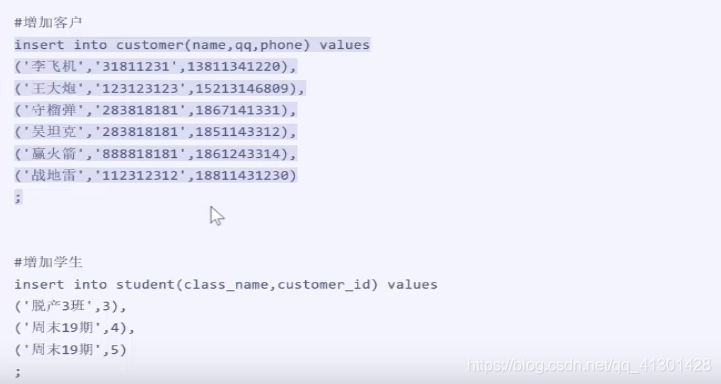 #增加客户
insert into customer(name,qq,phone) values
('李飞机','31811231',13811341220),
('王大炮','123123123',15213146809),
('守榴弹','283818181',1867141331),
('吴坦克','283818181',1851143312),
('赢火箭','888818181',1861243314),
('战地雷','112312312',18811431230)
;
#增加学生
insert into student(class_name,customer_id) values
('脱产3班',3),
('周末19期',4),
('周末19期',5)
;
https://blog.csdn.net/qq_41301428